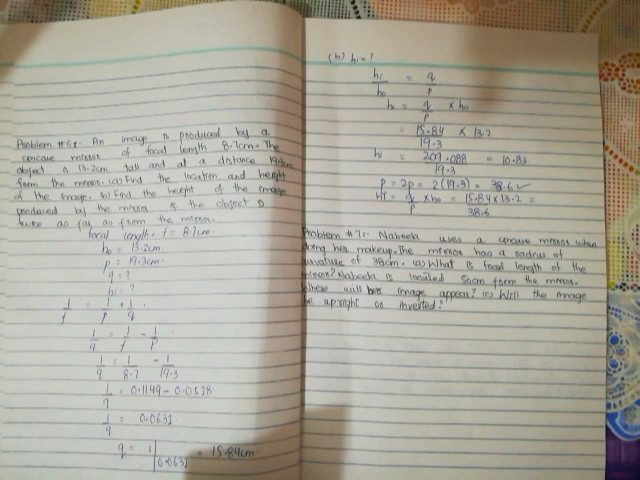 Problem # 6:- An image is produced by a
concave mirror of focal length 8.7cm. The
object is 13.2cm tall and at a distance 19.3cm
from the mirror. (a) Find the location and height
of the image. (b) Find the height of the image
produced by the mirror if the object is
twice as far as from the mirror.
focal length = f = 8.7cm.
ho = 13.2cm.
p = 19.3cm
q = ?
hi = ?
1/f = 1/p + 1/q
1/q = 1/f - 1/p
1/q = 1/8.7 - 1/19.3
1/q = 0.1149 - 0.0518
1/q = 0.0631
q = 1/0.0631 = 15.84cm
(b) hi = ?
hi/ho = q/p
hi = q/p × ho
= 15.84/19.3 × 13.2
hi = 209.088/19.3 = 10.83
p = 2p = 2(19.3) = 38.6
hi = q/p × ho = 15.84 × 13.2/38.6 =
Problem # 7:- Nabeela uses a concave mirror when
doing her makeup. The mirror has a radius of
curvature of 38cm. (a) What is focal length of the
mirror? Nabeela is located 50cm from the mirror.
Where will her image appear? (c) Will the image
be upright or inverted?